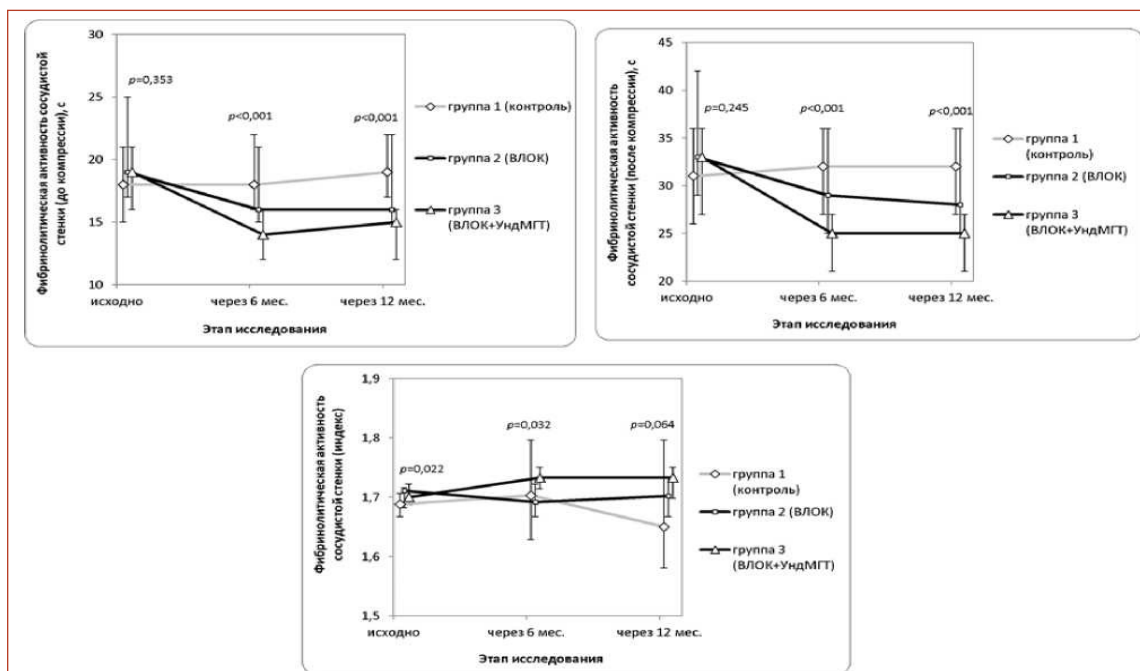 Фибринолитическая активность сосудистой
стенки (до компрессии), с
30
25
20
15
10
p=0,353
p<0,001
p<0,001
исходно
через 6 мес.
через 12 мес.
Этап исследования
группа 1 (контроль)
группа 2 (ВЛОК)
группа 3
(ВЛОК+УндМГТ)
Фибринолитическая активность
сосудистой стенки (после компрессии), с
45
40
35
30
25
20
p=0,245
p<0,001
p<0,001
исходно
через 6 мес.
через 12 мес.
Этап исследования
группа 1
(контроль)
группа 2 (ВЛОК)
группа 3
(ВЛОК+УндМГТ)
Фибринолитическая активность
сосудистой стенки (индекс)
1,9
1,8
1,7
1,6
1,5
p=0,022
p=0,032
p=0,064
исходно
через 6 мес.
через 12 мес.
Этап исследования
группа 1
(контроль)
группа 2 (ВЛОК)
группа 3
(ВЛОК+УндМГТ)